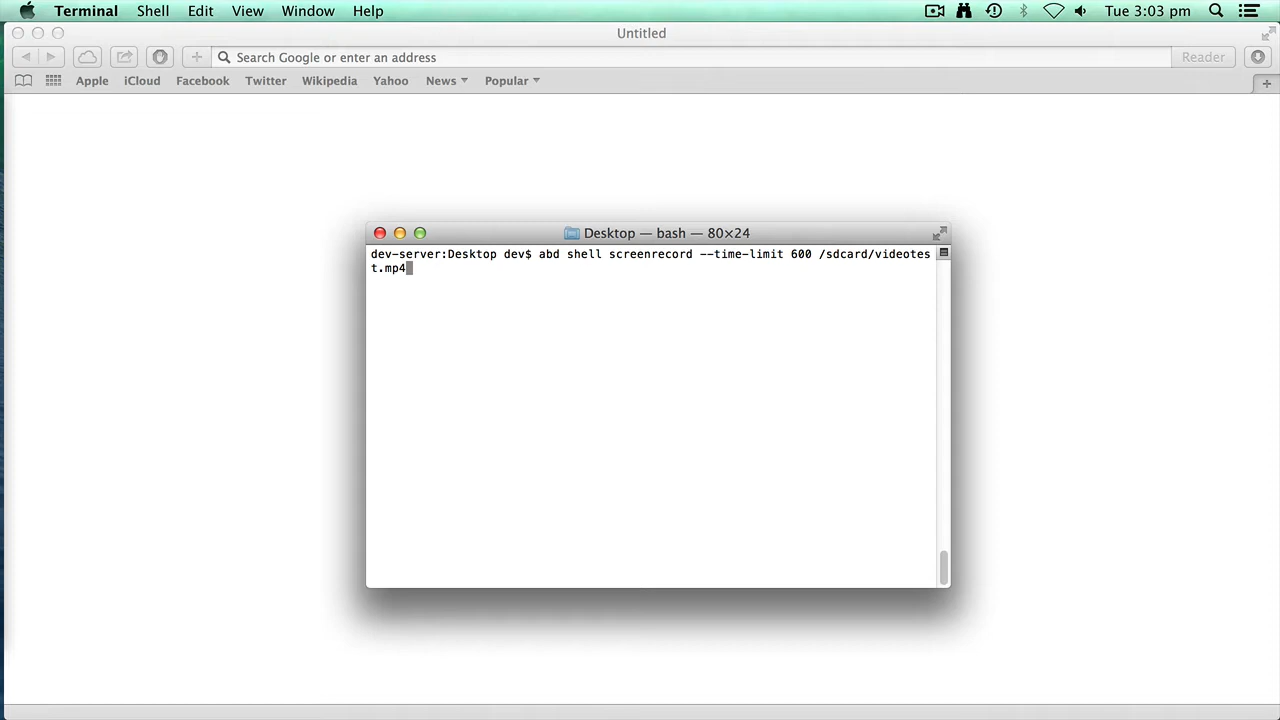 Terminal Shell Edit View Window Help Tue 3:03 pm
Untitled
Search Google or enter an address Reader
Apple iCloud Facebook Twitter Wikipedia Yahoo News Popular
Desktop — bash — 80×24
dev-server:Desktop dev$ abd shell screenrecord --time-limit 600 /sdcard/videotes
t.mp4